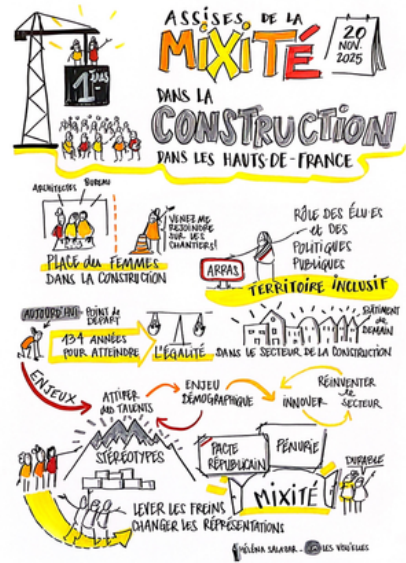 ASSISES DE LA
MIXITÉ
20
NOV.
2025
1ÈRES
DANS LA
CONSTRUCTION
DANS LES HAUTS-DE-FRANCE
ARCHITECTES
BUREAU
VENEZ ME
REJOINDRE
SUR LES
CHANTIERS!
PLACE des FEMMES
DANS LA CONSTRUCTION
RÔLE DES ÉLU·ES
et DES
POLITIQUES
PUBLIQUES
ARRAS
TERRITOIRE INCLUSIF
AUJOURD'HUI POINT de
DÉPART
134 ANNÉES
POUR ATTEINDRE
L'ÉGALITÉ
DANS LE SECTEUR DE LA CONSTRUCTION
BÂTIMENT
de
DEMAIN
ENJEUX
ATTIRER
des TALENTS
ENJEU
DÉMOGRAPHIQUE
INNOVER
RÉINVENTER
le
SECTEUR
STÉRÉOTYPES
PACTE
RÉPUBLICAIN
PÉNURIE
DURABLE
MIXITÉ
LEVER LES FREINS
CHANGER LES RÉPRÉSENTATIONS
HÉLÉNA SALAZAR
LES VOU'ELLES